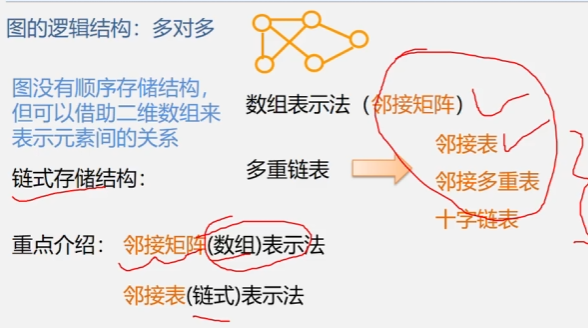 图的逻辑结构：多对多
图没有顺序存储结构，
但可以借助二维数组来
表示元素间的关系
数组表示法（邻接矩阵）
链式存储结构：
多重链表
邻接表
邻接多重表
十字链表
重点介绍：邻接矩阵(数组)表示法
邻接表(链式)表示法